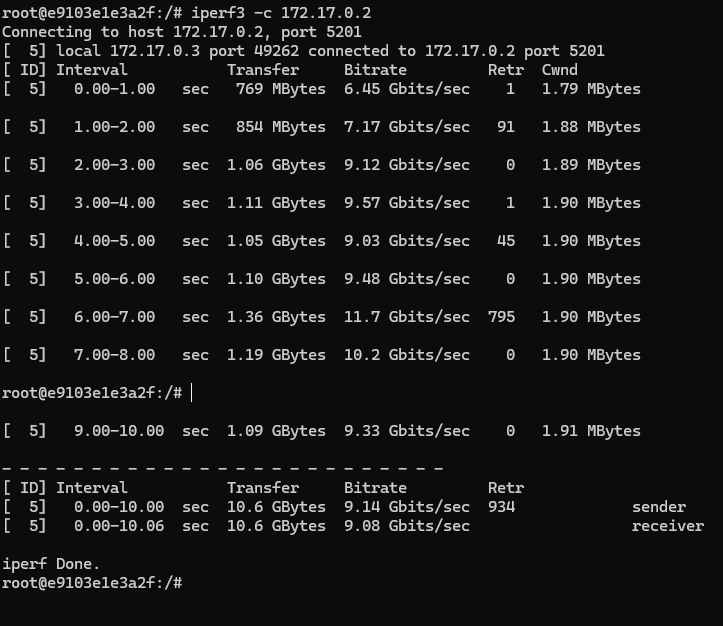 root@e9103e1e3a2f:/# iperf3 -c 172.17.0.2
Connecting to host 172.17.0.2, port 5201
[  5] local 172.17.0.3 port 49262 connected to 172.17.0.2 port 5201
[ ID] Interval           Transfer     Bitrate         Retr  Cwnd
[  5]   0.00-1.00   sec   769 MBytes  6.45 Gbits/sec    1   1.79 MBytes
[  5]   1.00-2.00   sec   854 MBytes  7.17 Gbits/sec   91   1.88 MBytes
[  5]   2.00-3.00   sec  1.06 GBytes  9.12 Gbits/sec    0   1.89 MBytes
[  5]   3.00-4.00   sec  1.11 GBytes  9.57 Gbits/sec    1   1.90 MBytes
[  5]   4.00-5.00   sec  1.05 GBytes  9.03 Gbits/sec   45   1.90 MBytes
[  5]   5.00-6.00   sec  1.10 GBytes  9.48 Gbits/sec    0   1.90 MBytes
[  5]   6.00-7.00   sec  1.36 GBytes  11.7 Gbits/sec  795   1.90 MBytes
[  5]   7.00-8.00   sec  1.19 GBytes  10.2 Gbits/sec    0   1.90 MBytes
root@e9103e1e3a2f:/#
[  5]   9.00-10.00  sec  1.09 GBytes  9.33 Gbits/sec    0   1.91 MBytes
- - - - - - - - - - - - - - - - - - - - - - - - -
[ ID] Interval           Transfer     Bitrate         Retr
[  5]   0.00-10.00  sec  10.6 GBytes  9.14 Gbits/sec  934             sender
[  5]   0.00-10.06  sec  10.6 GBytes  9.08 Gbits/sec                  receiver
iperf Done.
root@e9103e1e3a2f:/#